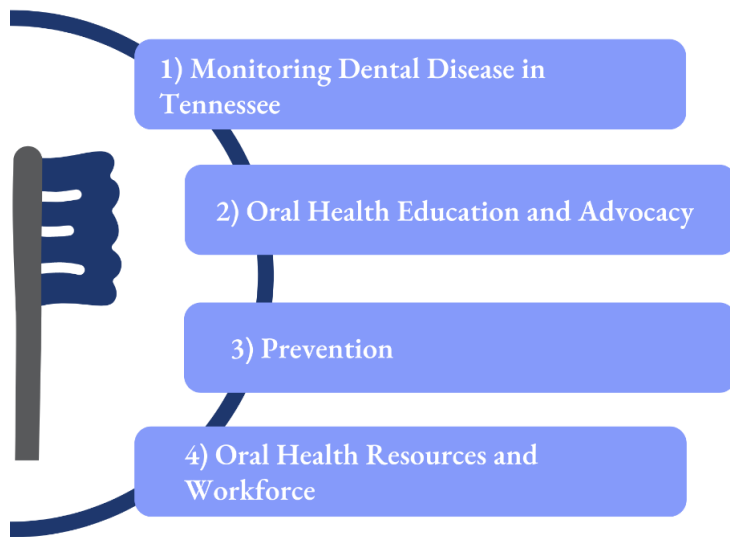 1) Monitoring Dental Disease in
Tennessee
2) Oral Health Education and Advocacy
3) Prevention
4) Oral Health Resources and
Workforce